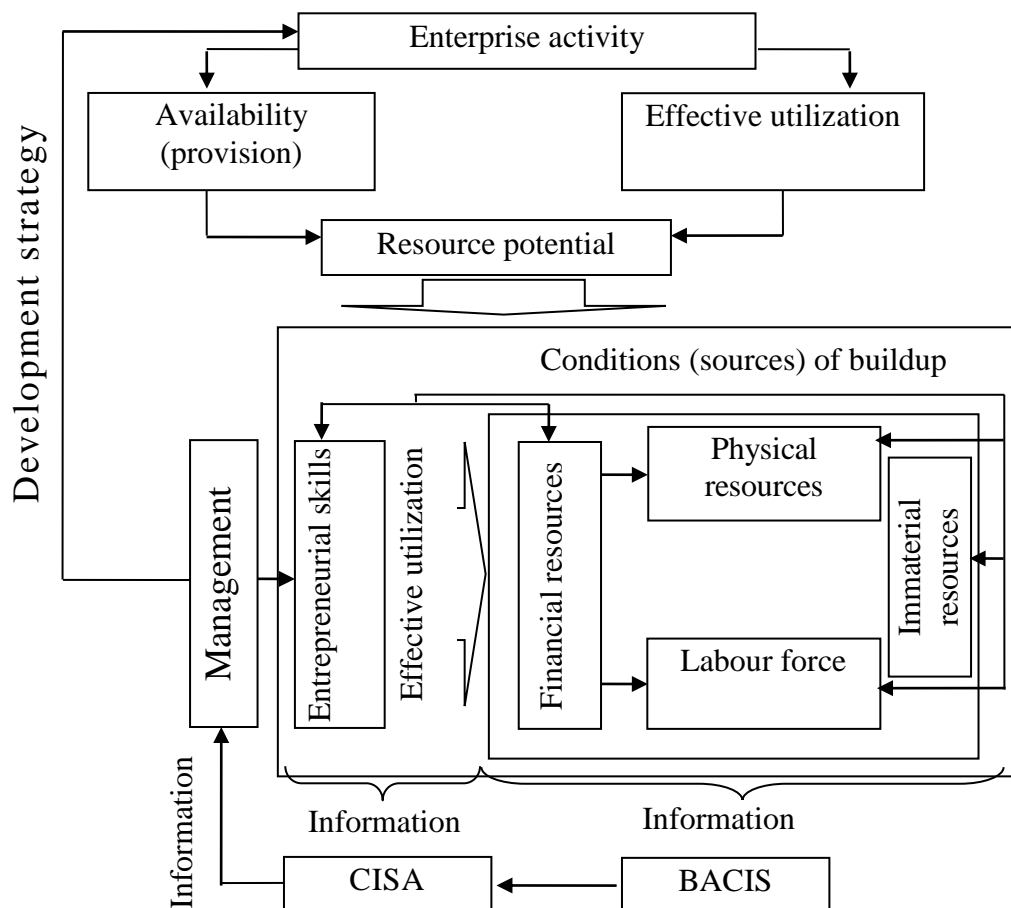 Enterprise activity
Development strategy
Availability
(provision)
Effective utilization
Resource potential
Conditions (sources) of buildup
Management
Entrepreneurial skills
Effective utilization
Financial resources
Physical
resources
Immaterial
resources
Labour force
Information
Information
Information
CISA
BACIS